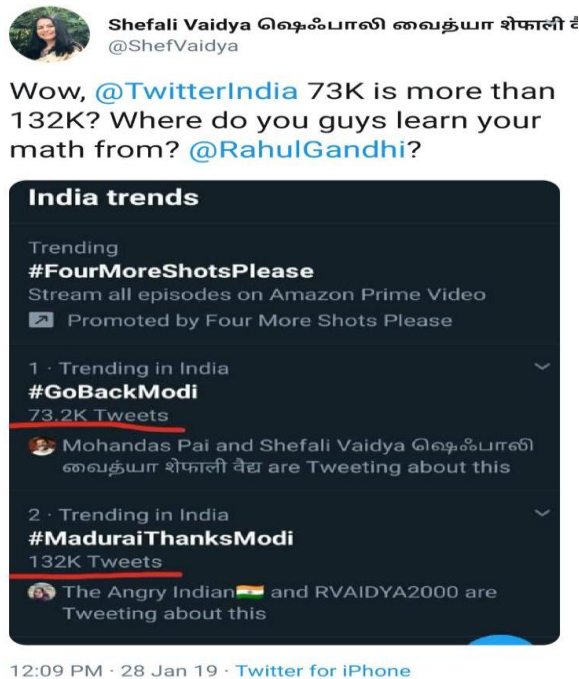 Shefali Vaidya ஷெஃபாலி வைத்யா शेफाली
@ShefVaidya
Wow, @TwitterIndia 73K is more than
132K? Where do you guys learn your
math from? @RahulGandhi?
India trends
Trending
#FourMoreShotsPlease
Stream all episodes on Amazon Prime Video
Promoted by Four More Shots Please
1 · Trending in India
#GoBackModi
73.2K Tweets
Mohandas Pai and Shefali Vaidya ஷெஃபாலி
வைத்யா शेफाली वैद्य are Tweeting about this
2 · Trending in India
#MaduraiThanksModi
132K Tweets
The Angry Indian🇮🇳 and RVAIDYA2000 are
Tweeting about this
12:09 PM · 28 Jan 19 · Twitter for iPhone